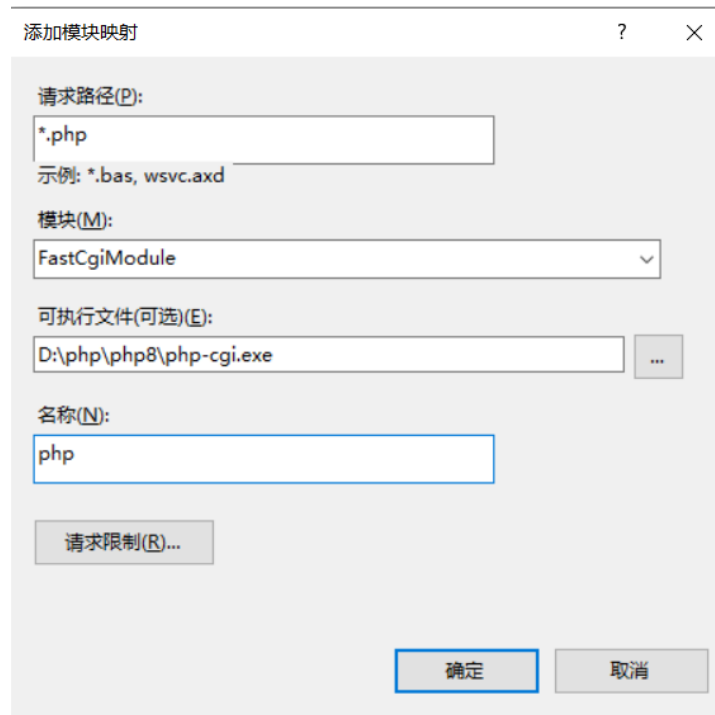 添加模块映射
?
请求路径(P):
*.php
示例: *.bas, wsvc.axd
模块(M):
FastCgiModule
可执行文件(可选)(E):
D:\php\php8\php-cgi.exe
...
名称(N):
php
请求限制(R)...
确定
取消